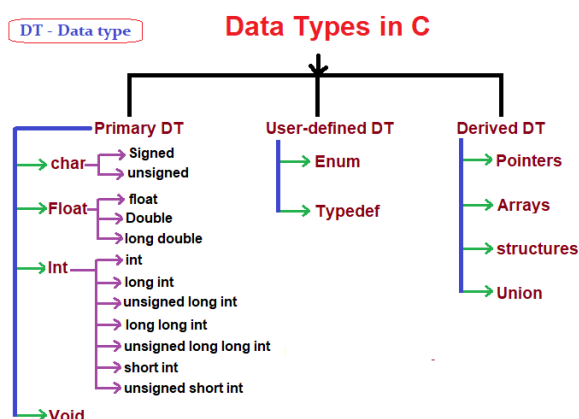 DT - Data type
Data Types in C
Primary DT
char
Signed
unsigned
Float
float
Double
long double
Int
int
long int
unsigned long int
long long int
unsigned long long int
short int
unsigned short int
Void
User-defined DT
Enum
Typedef
Derived DT
Pointers
Arrays
structures
Union